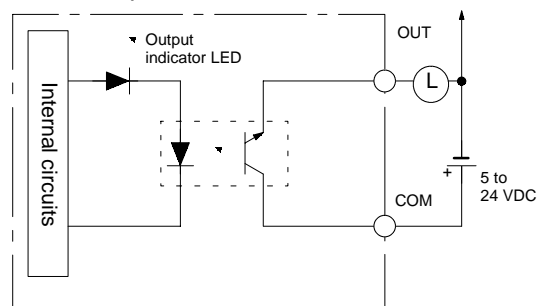 Output
indicator LED
OUT
L
Internal circuits
+
5 to
24 VDC
COM